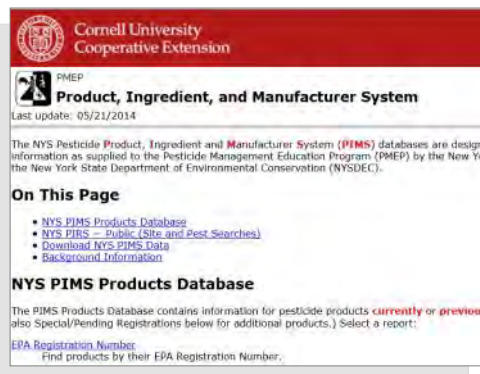 Cornell University
Cooperative Extension
PMEP
Product, Ingredient, and Manufacturer System
Last update: 05/21/2014
The NYS Pesticide Product, Ingredient and Manufacturer System (PIMS) databases are desig
information as supplied to the Pesticide Management Education Program (PMEP) by the New Y
the New York State Department of Environmental Conservation (NYSDEC).
On This Page
• NYS PIMS Products Database
• NYS PIRS – Public (Site and Pest Searches)
• Download NYS PIMS Data
• Background Information
NYS PIMS Products Database
The PIMS Products Database contains information for pesticide products currently or previou
also Special/Pending Registrations below for additional products.) Select a report:
EPA Registration Number
Find products by their EPA Registration Number.